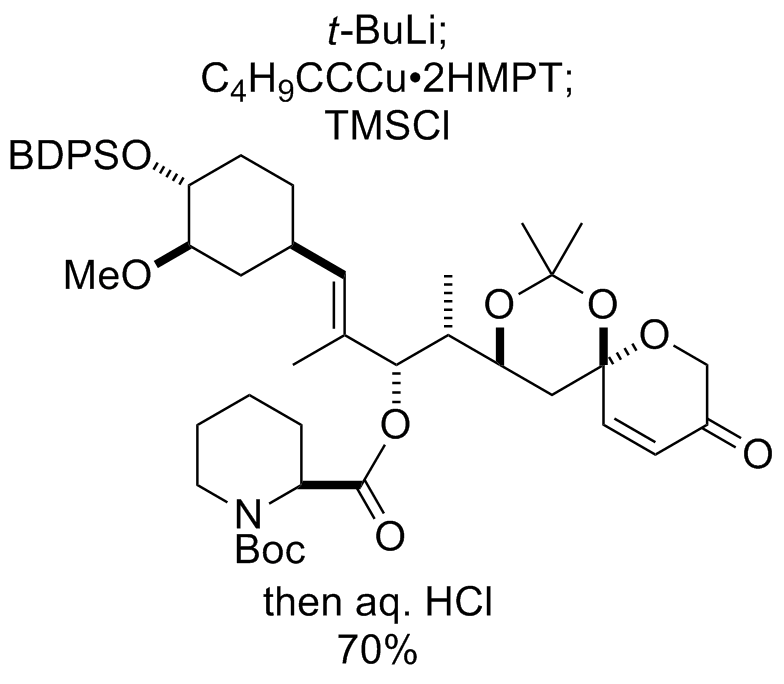 t-BuLi;
C₄H₉CCCu•2HMPT;
TMSCl
BDPSO
MeO
O
O
O
O
O
O
N
Boc
then aq. HCl
70%